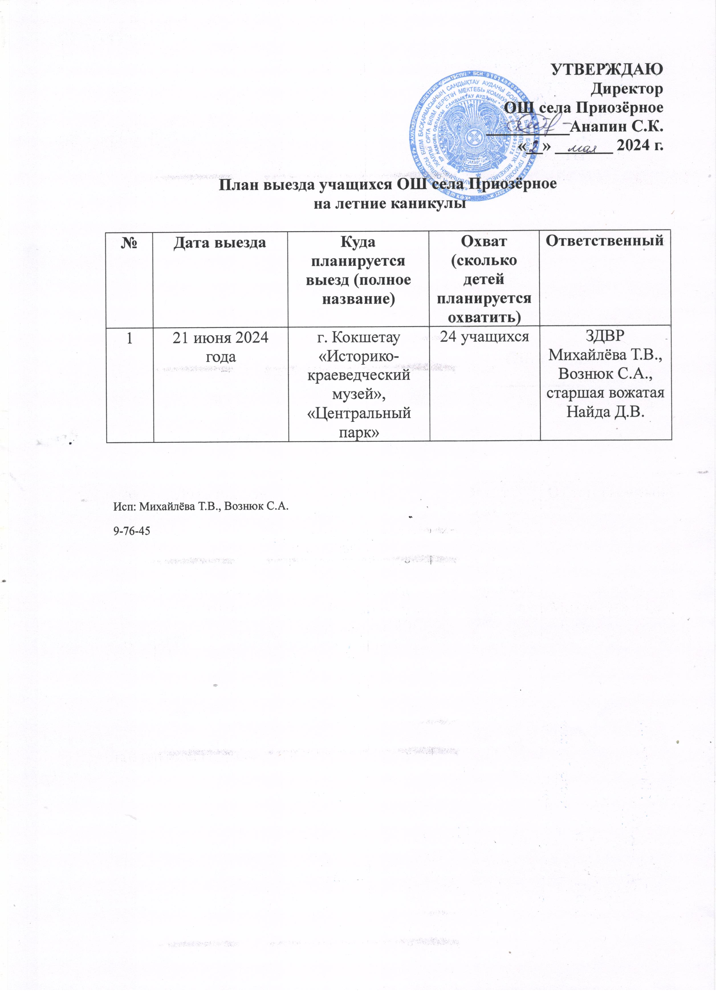 УТВЕРЖДАЮ
Директор
ОШ села Приозёрное
Анапин С.К.
«2» мая 2024 г.
План выезда учащихся ОШ села Приозёрное
на летние каникулы
№
Дата выезда
Куда
планируется
выезд (полное
название)
Охват
(сколько
детей
планируется
охватить)
Ответственный
1
21 июня 2024
года
г. Кокшетау
«Историко-
краеведческий
музей»,
«Центральный
парк»
24 учащихся
ЗДВР
Михайлёва Т.В.,
Вознюк С.А.,
старшая вожатая
Найда Д.В.
Исп: Михайлёва Т.В., Вознюк С.А.
9-76-45